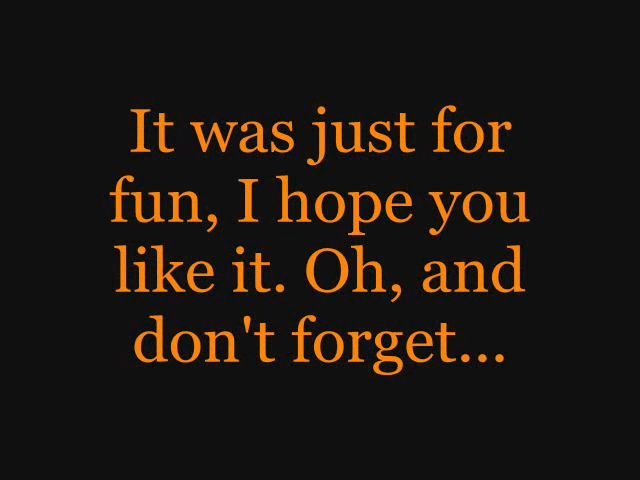 It was just for
fun, I hope you
like it. Oh, and
don't forget...